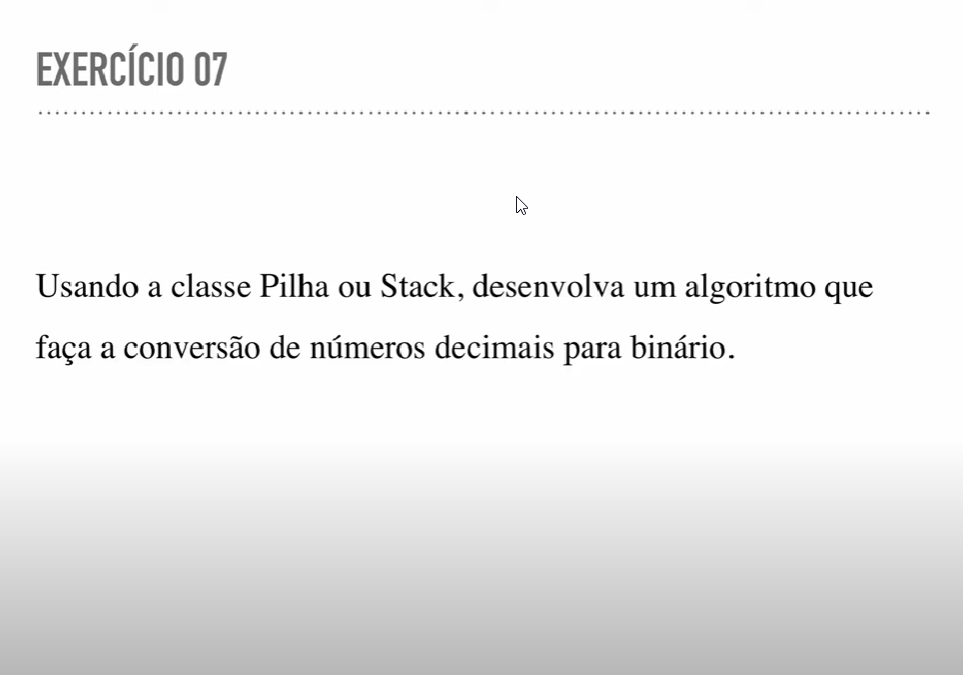 EXERCÍCIO 07
Usando a classe Pilha ou Stack, desenvolva um algoritmo que
faça a conversão de números decimais para binário.